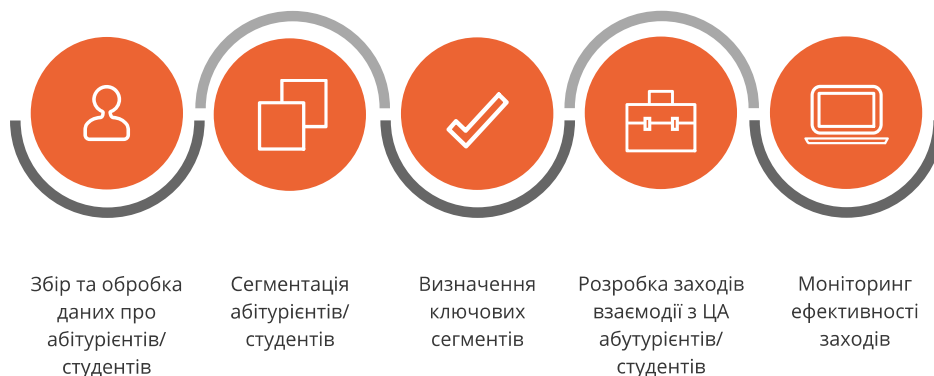 Збір та обробка
даних про
абітурієнтів/
студентів
Сегментація
абітурієнтів/
студентів
Визначення
ключових
сегментів
Розробка заходів
взаємодії з ЦА
абутурієнтів/
студентів
Моніторинг
ефективності
заходів